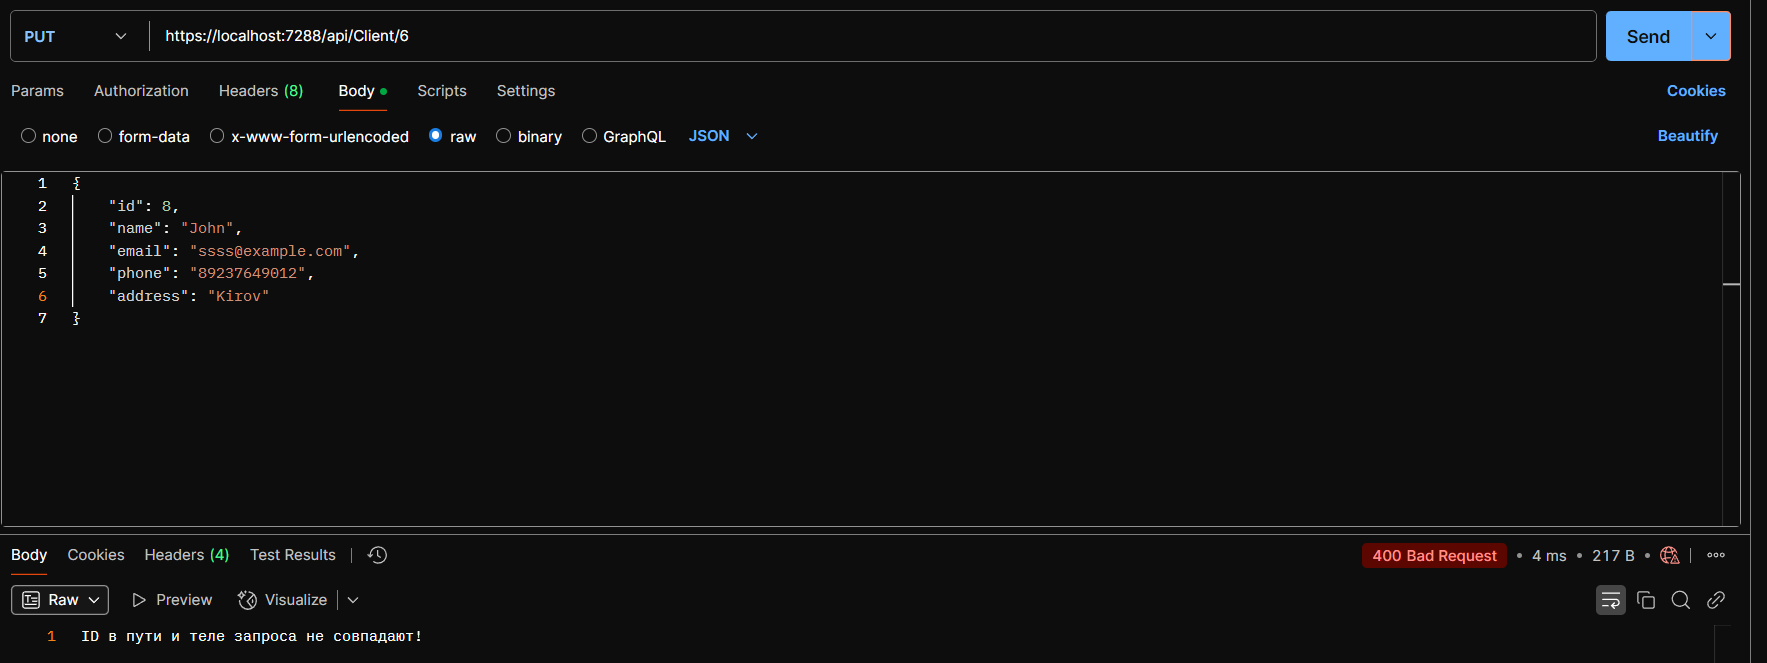 PUT https://localhost:7288/api/Client/6 Send
Params Authorization Headers (8) Body Scripts Settings Cookies
none form-data x-www-form-urlencoded raw binary GraphQL JSON Beautify
1 {
2 "id": 8,
3 "name": "John",
4 "email": "ssss@example.com",
5 "phone": "89237649012",
6 "address": "Kirov"
7 }
Body Cookies Headers (4) Test Results 400 Bad Request • 4 ms • 217 B •
Raw Preview Visualize
1 ID в пути и теле запроса не совпадают!